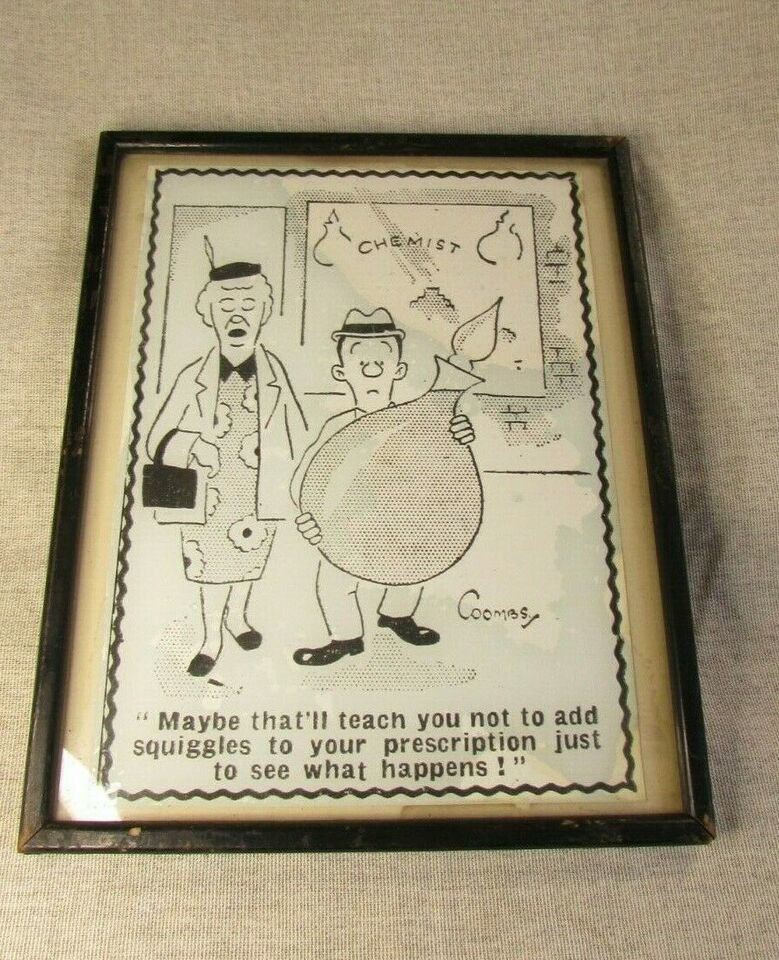 CHEMIST
COOMBS
" Maybe that'll teach you not to add
squiggles to your prescription just
to see what happens ! "